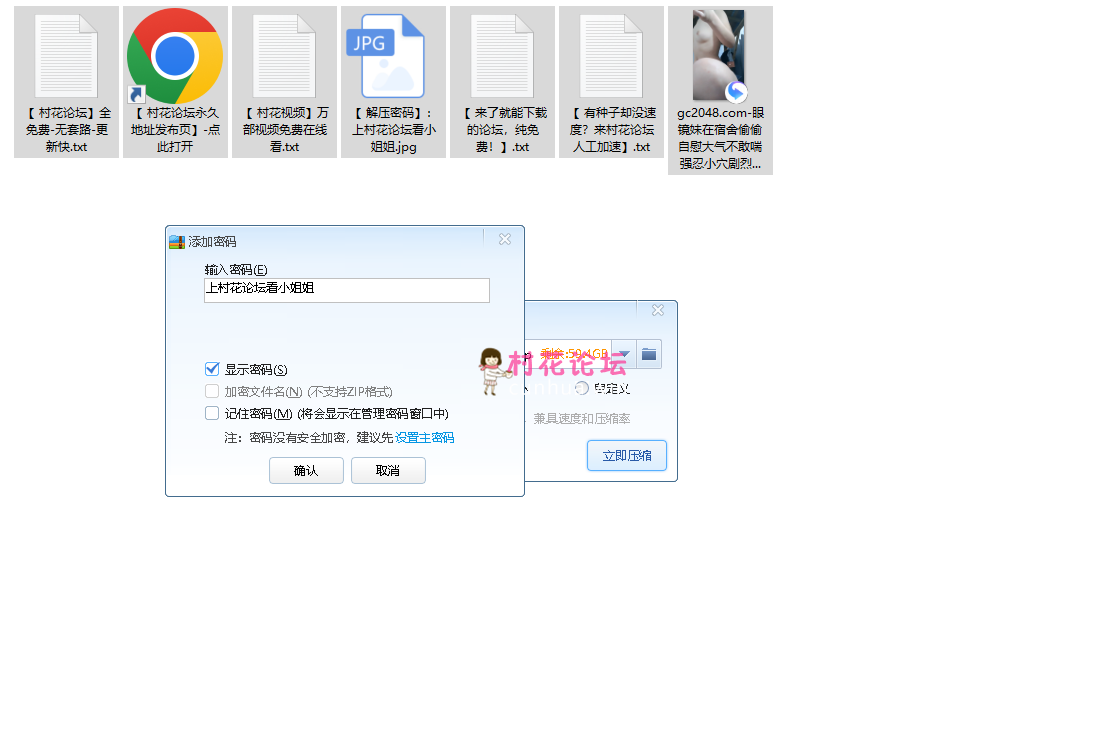 【 村花论坛】全
免费-无套路-更
新快.txt
【 村花论坛永久
地址发布页】-点
此打开
【 村花视频】万
部视频免费在线
看.txt
JPG
【 解压密码】:
上村花论坛看小
姐姐.jpg
【 来了就能下载
的论坛，纯免
费！】.txt
【 有种子却没速
度？来村花论坛
人工加速】.txt
gc2048.com-眼
镜妹在宿舍偷偷
自慰大气不敢喘
强忍小穴剧烈...
添加密码
输入密码(E)
上村花论坛看小姐姐
显示密码(S)
加密文件名(N) (不支持ZIP格式)
记住密码(M) (将会显示在管理密码窗口中)
注：密码没有安全加密，建议先设置主密码
确认
取消
剩余:59.4GB
村花论坛
自定义
兼具速度和压缩率
立即压缩